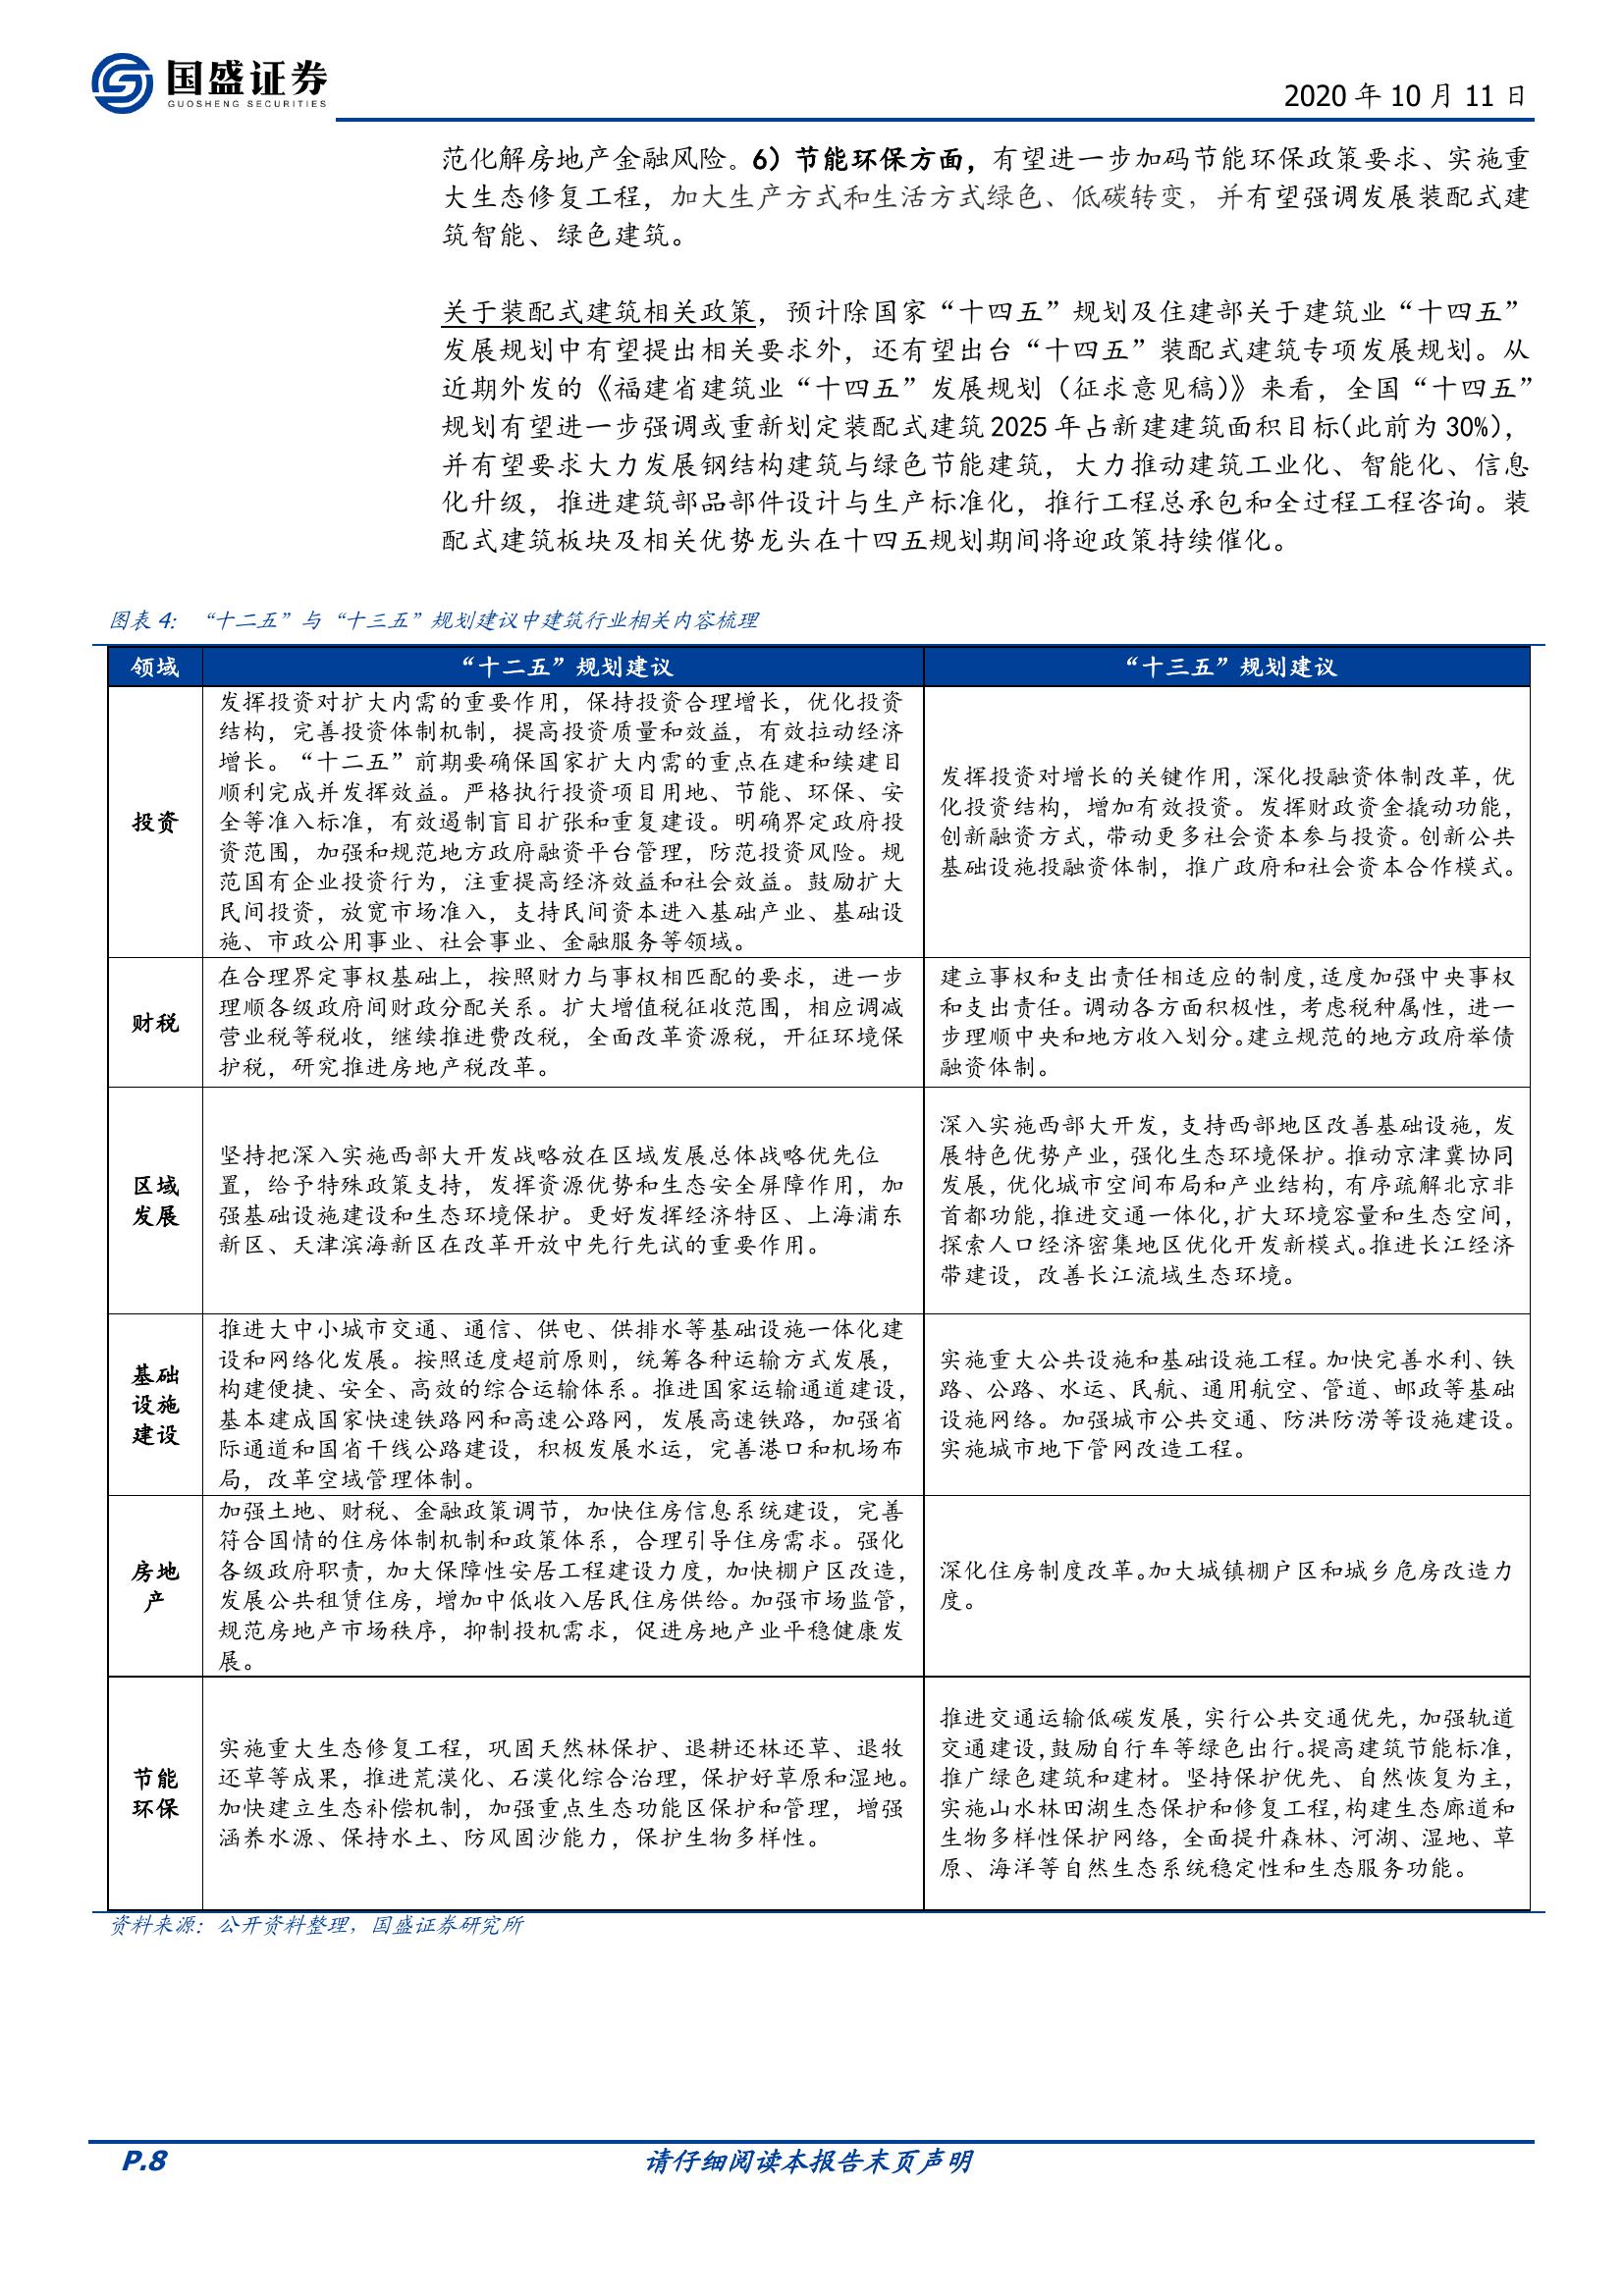 国盛证券
GUOSHENG SECURITIES
2020 年 10 月 11 日
范化解房地产金融风险。6）节能环保方面，有望进一步加码节能环保政策要求、实施重
大生态修复工程，加大生产方式和生活方式绿色、低碳转变，并有望强调发展装配式建
筑智能、绿色建筑。
关于装配式建筑相关政策，预计除国家“十四五”规划及住建部关于建筑业“十四五”
发展规划中有望提出相关要求外，还有望出台“十四五”装配式建筑专项发展规划。从
近期外发的《福建省建筑业“十四五”发展规划（征求意见稿）》来看，全国“十四五”
规划有望进一步强调或重新划定装配式建筑 2025 年占新建建筑面积目标（此前为 30%），
并有望要求大力发展钢结构建筑与绿色节能建筑，大力推动建筑工业化、智能化、信息
化升级，推进建筑部品部件设计与生产标准化，推行工程总承包和全过程工程咨询。装
配式建筑板块及相关优势龙头在十四五规划期间将迎政策持续催化。
图表 4： “十二五”与“十三五”规划建议中建筑行业相关内容梳理
领域
“十二五”规划建议
“十三五”规划建议
投资
发挥投资对扩大内需的重要作用，保持投资合理增长，优化投资
结构，完善投资体制机制，提高投资质量和效益，有效拉动经济
增长。“十二五”前期要确保国家扩大内需的重点在建和续建目
顺利完成并发挥效益。严格执行投资项目用地、节能、环保、安
全等准入标准，有效遏制盲目扩张和重复建设。明确界定政府投
资范围，加强和规范地方政府融资平台管理，防范投资风险。规
范国有企业投资行为，注重提高经济效益和社会效益。鼓励扩大
民间投资，放宽市场准入，支持民间资本进入基础产业、基础设
施、市政公用事业、社会事业、金融服务等领域。
发挥投资对增长的关键作用，深化投融资体制改革，优
化投资结构，增加有效投资。发挥财政资金撬动功能，
创新融资方式，带动更多社会资本参与投资。创新公共
基础设施投融资体制，推广政府和社会资本合作模式。
财税
在合理界定事权基础上，按照财力与事权相匹配的要求，进一步
理顺各级政府间财政分配关系。扩大增值税征收范围，相应调减
营业税等税收，继续推进费改税，全面改革资源税，开征环境保
护税，研究推进房地产税改革。
建立事权和支出责任相适应的制度，适度加强中央事权
和支出责任。调动各方面积极性，考虑税种属性，进一
步理顺中央和地方收入划分。建立规范的地方政府举债
融资体制。
区域
发展
坚持把深入实施西部大开发战略放在区域发展总体战略优先位
置，给予特殊政策支持，发挥资源优势和生态安全屏障作用，加
强基础设施建设和生态环境保护。更好发挥经济特区、上海浦东
新区、天津滨海新区在改革开放中先行先试的重要作用。
深入实施西部大开发，支持西部地区改善基础设施，发
展特色优势产业，强化生态环境保护。推动京津冀协同
发展，优化城市空间布局和产业结构，有序疏解北京非
首都功能，推进交通一体化，扩大环境容量和生态空间，
探索人口经济密集地区优化开发新模式。推进长江经济
带建设，改善长江流域生态环境。
基础
设施
建设
推进大中小城市交通、通信、供电、供排水等基础设施一体化建
设和网络化发展。按照适度超前原则，统筹各种运输方式发展，
构建便捷、安全、高效的综合运输体系。推进国家运输通道建设，
基本建成国家快速铁路网和高速公路网，发展高速铁路，加强省
际通道和国省干线公路建设，积极发展水运，完善港口和机场布
局，改革空域管理体制。
实施重大公共设施和基础设施工程。加快完善水利、铁
路、公路、水运、民航、通用航空、管道、邮政等基础
设施网络。加强城市公共交通、防洪防涝等设施建设。
实施城市地下管网改造工程。
房地
产
加强土地、财税、金融政策调节，加快住房信息系统建设，完善
符合国情的住房体制机制和政策体系，合理引导住房需求。强化
各级政府职责，加大保障性安居工程建设力度，加快棚户区改造，
发展公共租赁住房，增加中低收入居民住房供给。加强市场监管，
规范房地产市场秩序，抑制投机需求，促进房地产业平稳健康发
展。
深化住房制度改革。加大城镇棚户区和城乡危房改造力
度。
节能
环保
实施重大生态修复工程，巩固天然林保护、退耕还林还草、退牧
还草等成果，推进荒漠化、石漠化综合治理，保护好草原和湿地。
加快建立生态补偿机制，加强重点生态功能区保护和管理，增强
涵养水源、保持水土、防风固沙能力，保护生物多样性。
推进交通运输低碳发展，实行公共交通优先，加强轨道
交通建设，鼓励自行车等绿色出行。提高建筑节能标准，
推广绿色建筑和建材。坚持保护优先、自然恢复为主，
实施山水林田湖生态保护和修复工程，构建生态廊道和
生物多样性保护网络，全面提升森林、河湖、湿地、草
原、海洋等自然生态系统稳定性和生态服务功能。
资料来源：公开资料整理，国盛证券研究所
P.8
请仔细阅读本报告末页声明